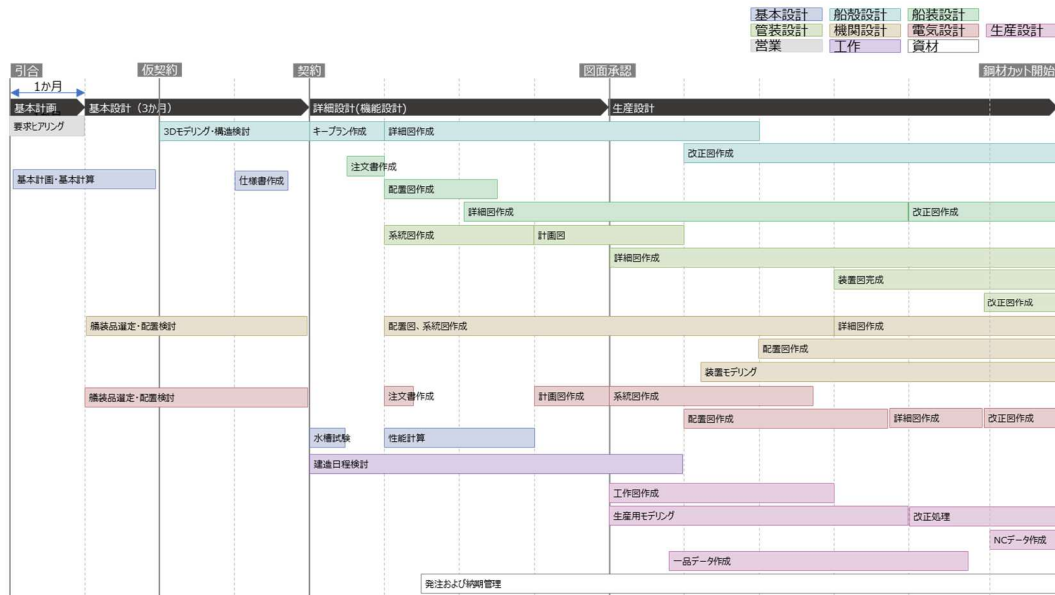 基本設計 船殻設計 船装設計
管装設計 機関設計 電気設計 生産設計
営業 工作 資材
引合 仮契約 契約 図面承認 鋼材カット開始
1か月
基本計画 基本設計(3か月) 詳細設計(機能設計) 生産設計
要求ヒアリング 3Dモデリング・構造検討 キープラン作成 詳細図作成
改正図作成
注文書作成
基本計画・基本計算 仕様書作成
配置図作成
詳細図作成 改正図作成
系統図作成 計画図
詳細図作成
装置図完成
改正図作成
艤装品選定・配置検討 配置図、系統図作成 詳細図作成
配置図作成
装置モデリング
艤装品選定・配置検討 注文書作成 計画図作成 系統図作成
配置図作成 詳細図作成 改正図作成
水槽試験 性能計算
建造日程検討
工作図作成
生産用モデリング 改正処理
NCデータ作成
一品データ作成
発注および納期管理